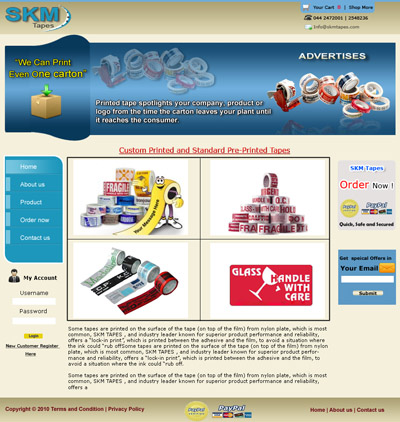 SKM
Tapes
Your Cart 0 | Shop More
044 2472001 | 2548236
info@skmtapes.com
"We Can Print
Even One carton"
ADVERTISES
Printed tape spotlights your company, product or
logo from the time the carton leaves your plant until
it reaches the consumer.
Custom Printed and Standard Pre-Printed Tapes
Home
About us
Product
Order now
Contact us
FRAGILE
GLASS
HANDLE
WITH CARE
SKM Tapes
Order Now !
PayPal
Quick, Safe and Secured
Get speical Offers in
Your Email
Submit
My Account
Username
Password
Login
New Customer Register
Here
Some tapes are printed on the surface of the tape (on top of the film) from nylon plate, which is most
common, SKM TAPES , and industry leader known for superior product performance and reliability,
offers a "lock-in print", which is printed between the adhesive and the film, to avoid a situation where
the ink could "rub offSome tapes are printed on the surface of the tape (on top of the film) from nylon
plate, which is most common, SKM TAPES , and industry leader known for superior product perfor-
mance and reliability, offers a "lock-in print", which is printed between the adhesive and the film, to
avoid a situation where the ink could "rub off.
Some tapes are printed on the surface of the tape (on top of the film) from nylon plate, which is most
common, SKM TAPES , and industry leader known for superior product performance and reliability,
offers a
Copyright © 2010 Terms and Condition | Privacy Policy
PayPal
Home | About us | Contact us